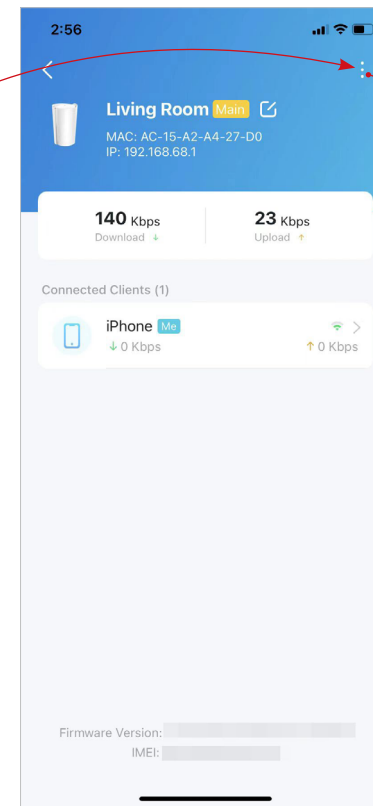 2:56
Living Room Main
MAC: AC-15-A2-A4-27-D0
IP: 192.168.68.1
140 Kbps 23 Kbps
Download ↓ Upload ↑
Connected Clients (1)
iPhone Me
↓ 0 Kbps ↑ 0 Kbps
Firmware Version:
IMEI: